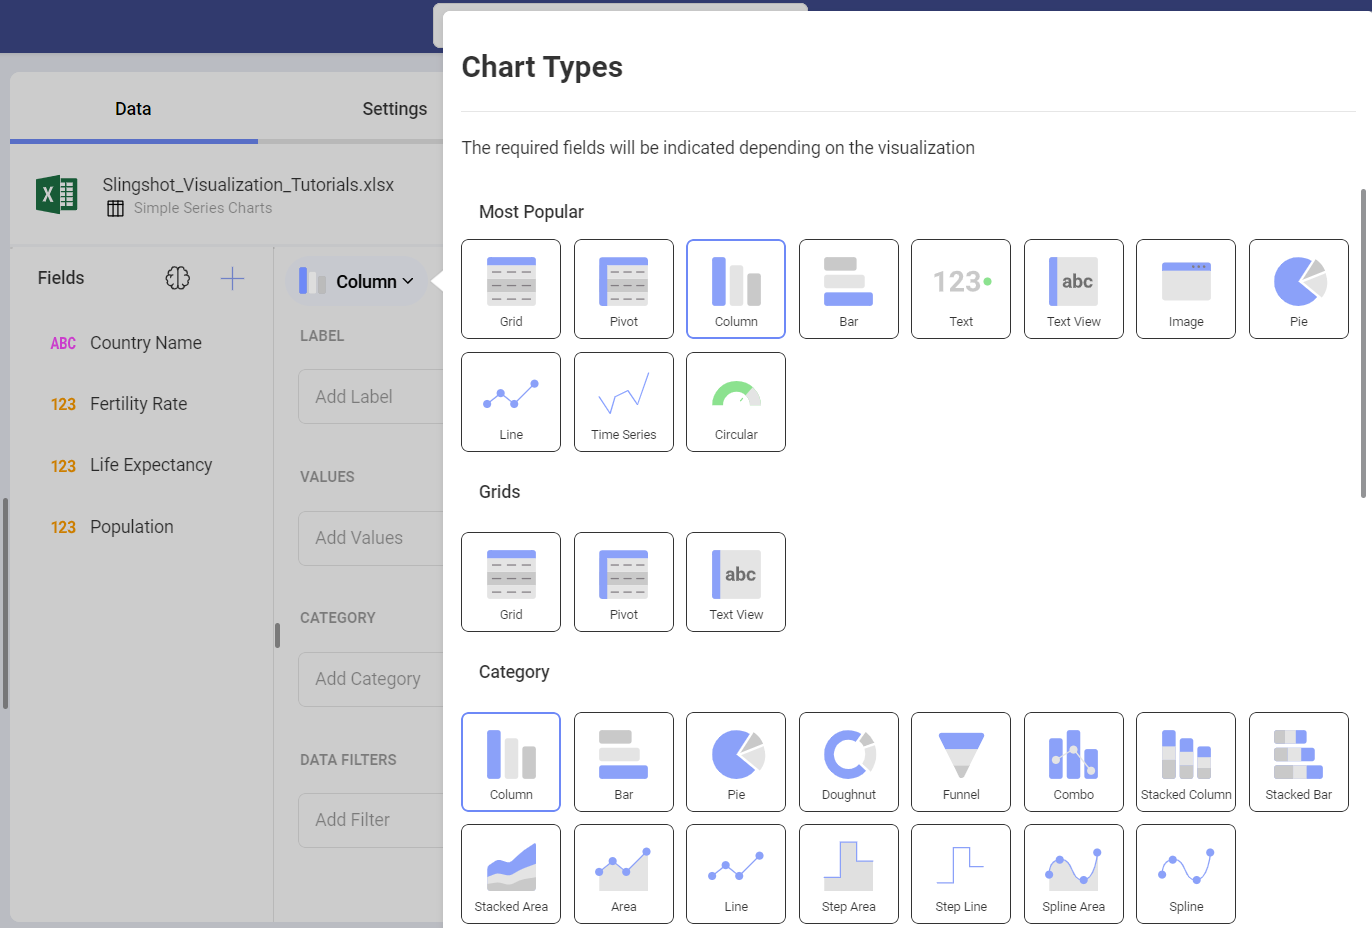 Chart Types
Data
Settings
The required fields will be indicated depending on the visualization
X
Slingshot_Visualization_Tutorials.xlsx
Simple Series Charts
Fields
Column
ABC Country Name
123 Fertility Rate
123 Life Expectancy
123 Population
LABEL
Add Label
VALUES
Add Values
CATEGORY
Add Category
DATA FILTERS
Add Filter
Most Popular
123
abc
Grid Pivot Column Bar Text Text View Image Pie
Line Time Series Circular
Grids
abc
Grid Pivot Text View
Category
Column Bar Pie Doughnut Funnel Combo Stacked Column Stacked Bar
Stacked Area Area Line Step Area Step Line Spline Area Spline